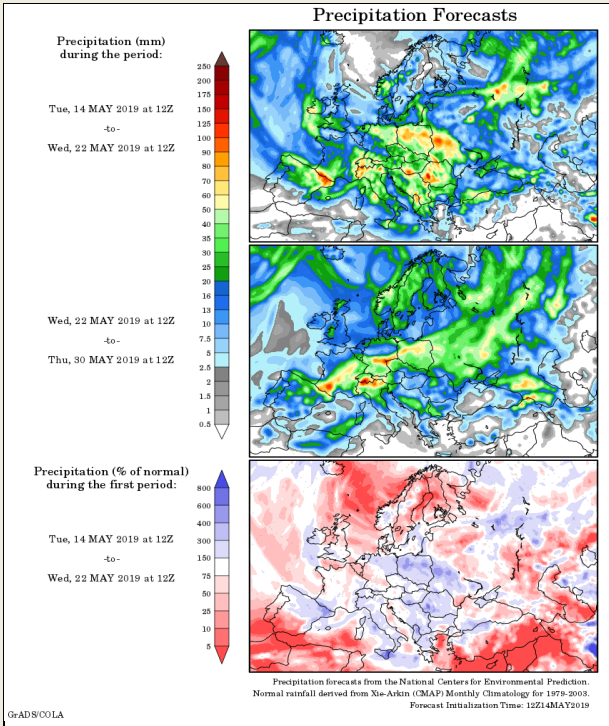 Precipitation Forecasts
Precipitation (mm)
during the period:
Tue, 14 MAY 2019 at 12Z
-to-
Wed, 22 MAY 2019 at 12Z
250
200
175
150
125
100
90
80
70
60
50
40
35
30
25
20
16
13
10
7.5
5
2.5
2
1.5
1
0.5
Wed, 22 MAY 2019 at 12Z
-to-
Thu, 30 MAY 2019 at 12Z
Precipitation (% of normal)
during the first period:
Tue, 14 MAY 2019 at 12Z
-to-
Wed, 22 MAY 2019 at 12Z
800
600
400
300
150
75
50
25
10
5
Precipitation forecasts from the National Centers for Environmental Prediction.
Normal rainfall derived from Xie-Arkin (CMAP) Monthly Climatology for 1979-2003.
Forecast Initialization Time: 12Z14MAY2019
GrADS/COLA